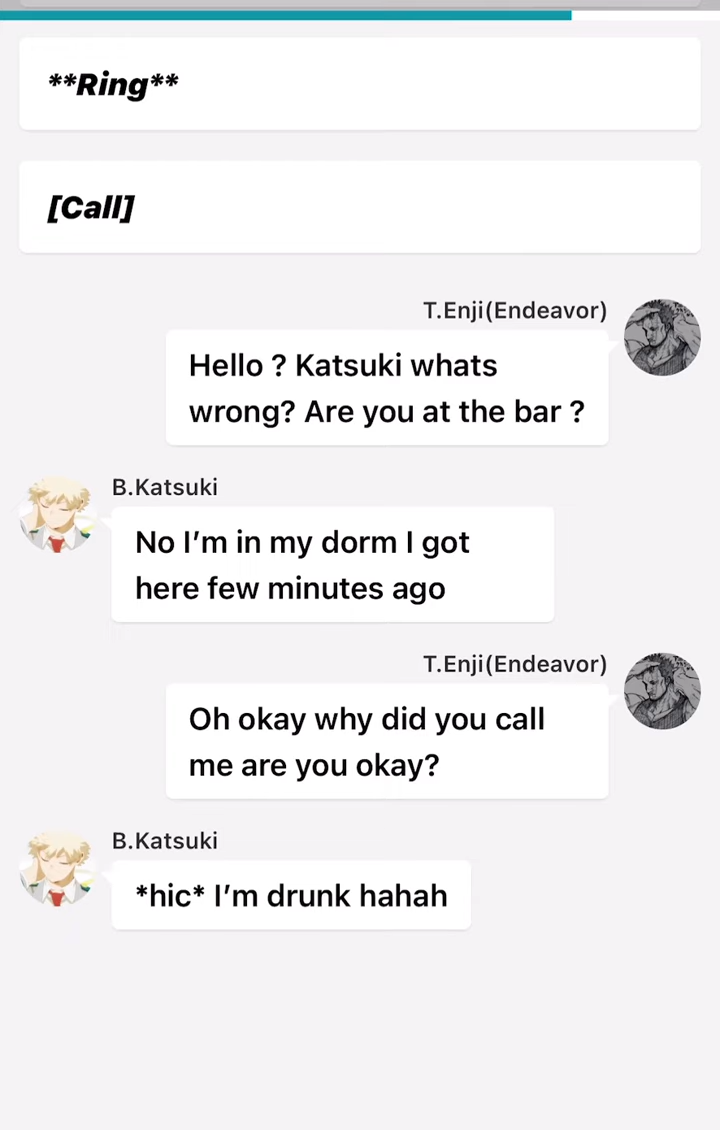 **Ring**
[Call]
T.Enji(Endeavor)
Hello ? Katsuki whats
wrong? Are you at the bar ?
B.Katsuki
No I’m in my dorm I got
here few minutes ago
T.Enji(Endeavor)
Oh okay why did you call
me are you okay?
B.Katsuki
*hic* I’m drunk hahah